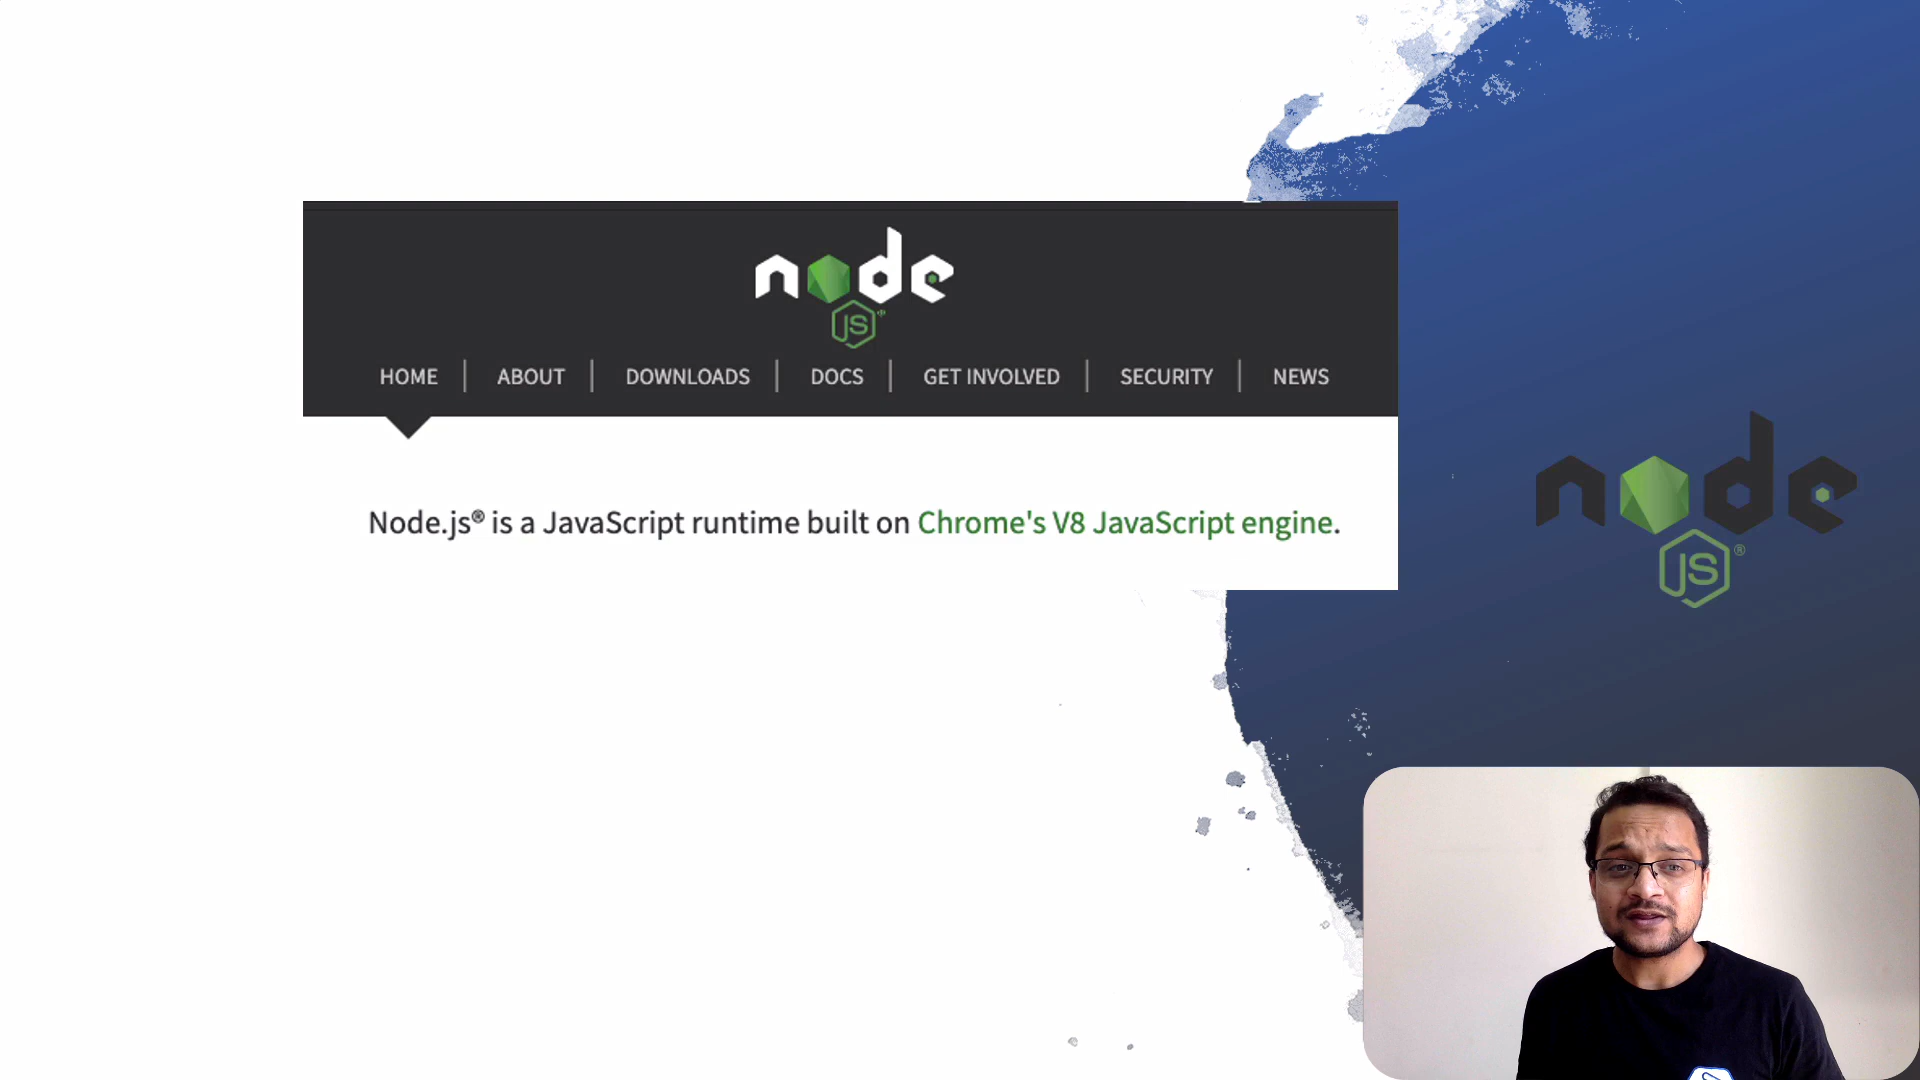 node
JS
HOME | ABOUT | DOWNLOADS | DOCS | GET INVOLVED | SECURITY | NEWS
Node.js® is a JavaScript runtime built on Chrome's V8 JavaScript engine.
node
JS®